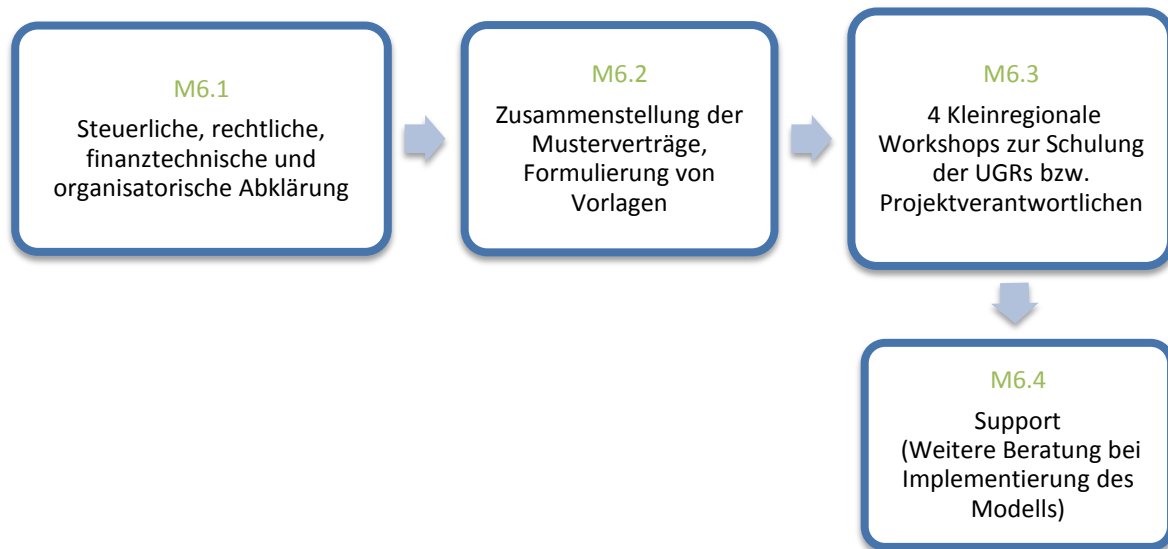 M6.1
Steuerliche, rechtliche,
finanztechnische und
organisatorische Abklärung
M6.2
Zusammenstellung der
Musterverträge,
Formulierung von
Vorlagen
M6.3
4 Kleinregionale
Workshops zur Schulung
der UGRs bzw.
Projektverantwortlichen
M6.4
Support
(Weitere Beratung bei
Implementierung des
Modells)